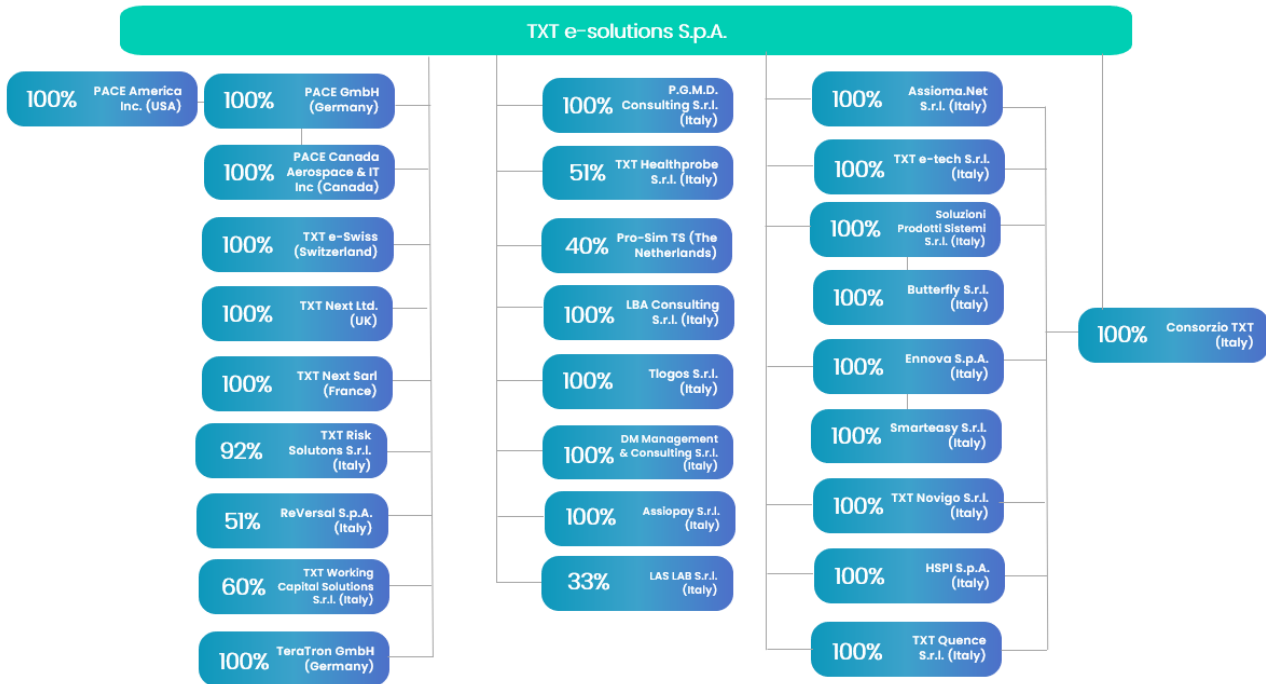 TXT e-solutions S.p.A.
100%
PACE America
Inc. (USA)
100%
PACE GmbH
(Germany)
100%
PACE Canada
Aerospace & IT
Inc (Canada)
100%
TXT e-Swiss
(Switzerland)
100%
TXT Next Ltd.
(UK)
100%
TXT Next Sarl
(France)
92%
TXT Risk
Solutons S.r.l.
(Italy)
51%
ReVersal S.p.A.
(Italy)
60%
TXT Working
Capital Solutions
S.r.l. (Italy)
100%
TeraTron GmbH
(Germany)
100%
P.G.M.D.
Consulting S.r.l.
(Italy)
51%
TXT Healthprobe
S.r.l. (Italy)
40%
Pro-Sim TS (The
Netherlands)
100%
LBA Consulting
S.r.l. (Italy)
100%
Tlogos S.r.l.
(Italy)
100%
DM Management
& Consulting S.r.l.
(Italy)
100%
Assiopay S.r.l.
(Italy)
33%
LAS LAB S.r.l.
(Italy)
100%
Assioma.Net
S.r.l. (Italy)
100%
TXT e-tech S.r.l.
(Italy)
100%
Soluzioni
Prodotti Sistemi
S.r.l. (Italy)
100%
Butterfly S.r.l.
(Italy)
100%
Ennova S.p.A.
(Italy)
100%
Smarteasy S.r.l.
(Italy)
100%
TXT Novigo S.r.l.
(Italy)
100%
HSPI S.p.A.
(Italy)
100%
TXT Quence
S.r.l. (Italy)
100%
Consorzio TXT
(Italy)